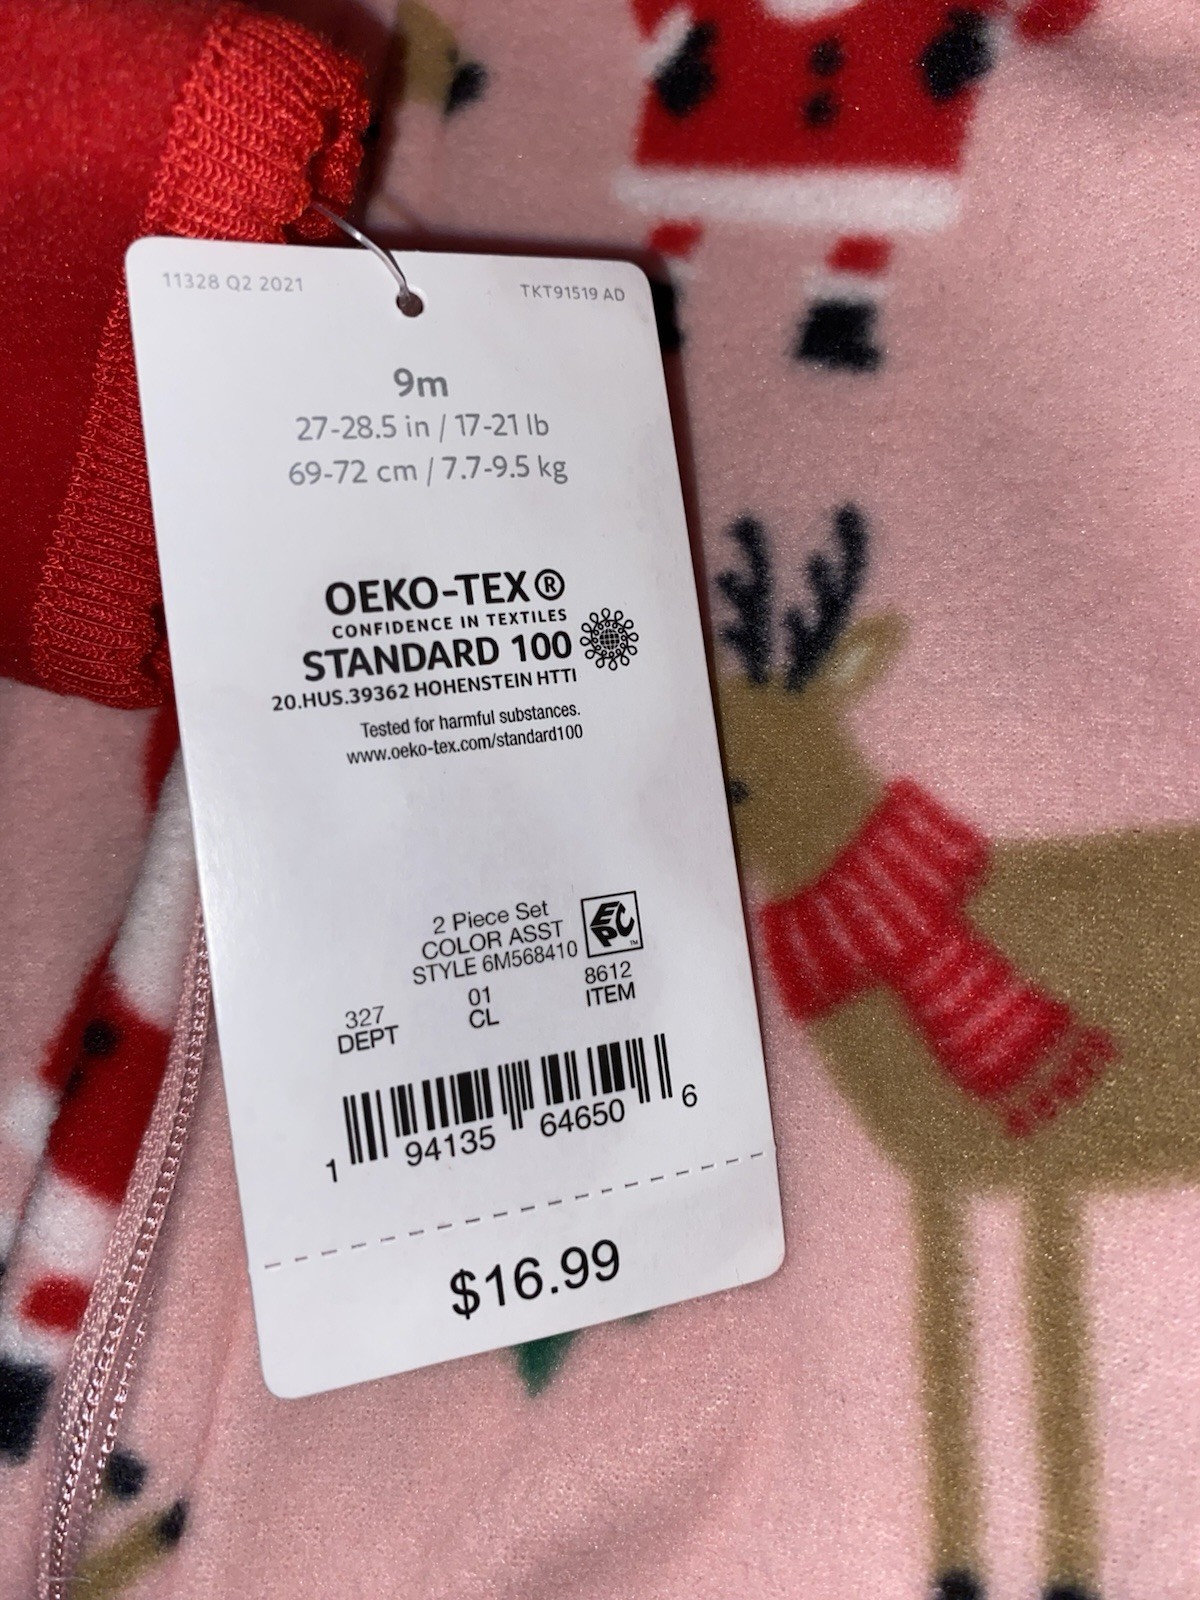 11328 Q2 2021
TKT91519 AD
9m
27-28.5 in / 17-21 lb
69-72 cm / 7.7-9.5 kg
OEKO-TEX®
CONFIDENCE IN TEXTILES
STANDARD 100
20.HUS.39362 HOHENSTEIN HTTI
Tested for harmful substances.
www.oeko-tex.com/standard100
2 Piece Set
COLOR ASST
STYLE 6M568410
EPC™
327 01 8612
DEPT CL ITEM
1 94135 64650 6
$16.99